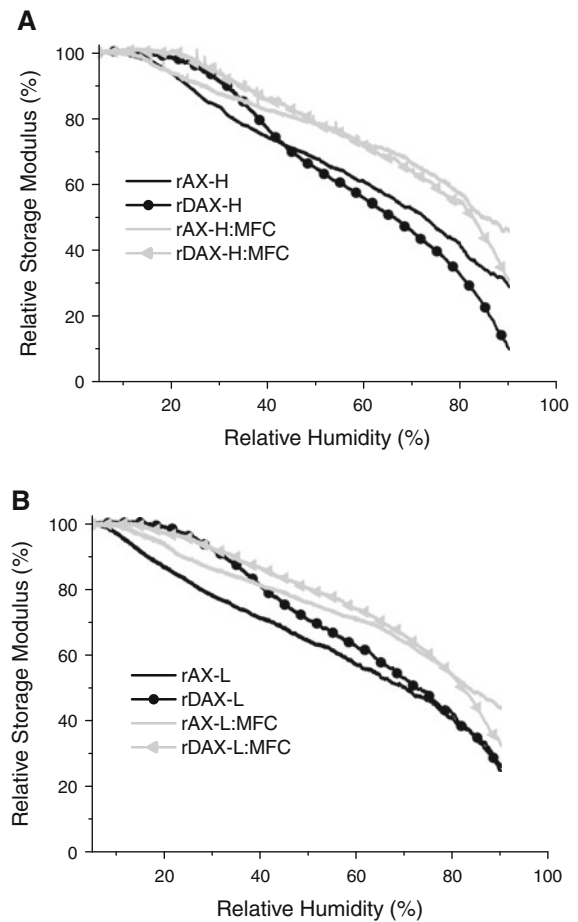 A
Relative Storage Modulus (%)
100
80
60
40
20
0
rAX-H
rDAX-H
rAX-H:MFC
rDAX-H:MFC
20 40 60 80 100
Relative Humidity (%)
B
Relative Storage Modulus (%)
100
80
60
40
20
0
rAX-L
rDAX-L
rAX-L:MFC
rDAX-L:MFC
20 40 60 80 100
Relative Humidity (%)